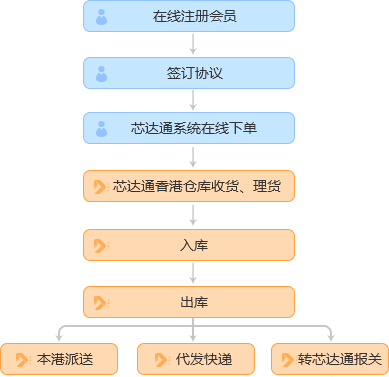 在线注册会员
签订协议
芯达通系统在线下单
芯达通香港仓库收货、理货
入库
出库
本港派送
代发快递
转芯达通报关